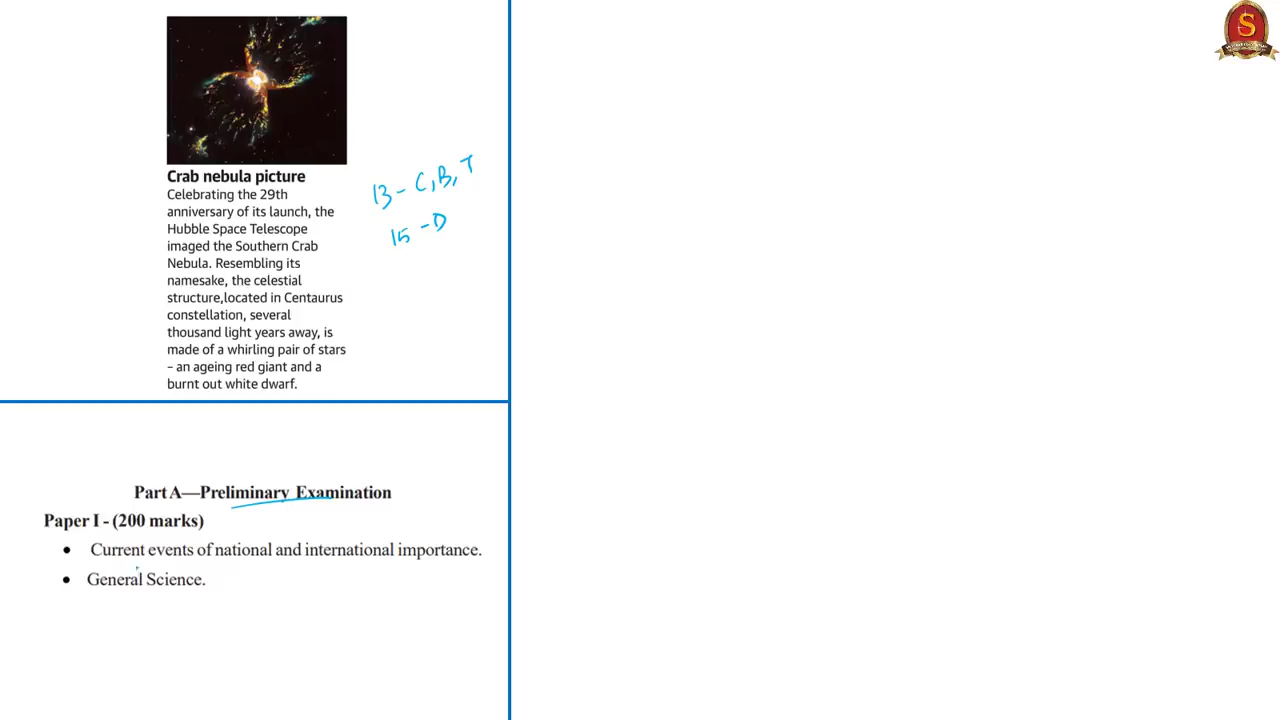 S
Crab nebula picture
Celebrating the 29th
anniversary of its launch, the
Hubble Space Telescope
imaged the Southern Crab
Nebula. Resembling its
namesake, the celestial
structure,located in Centaurus
constellation, several
thousand light years away, is
made of a whirling pair of stars
– an ageing red giant and a
burnt out white dwarf.
13 - C, B, T
15 - D
Part A—Preliminary Examination
Paper I - (200 marks)
• Current events of national and international importance.
• General Science.